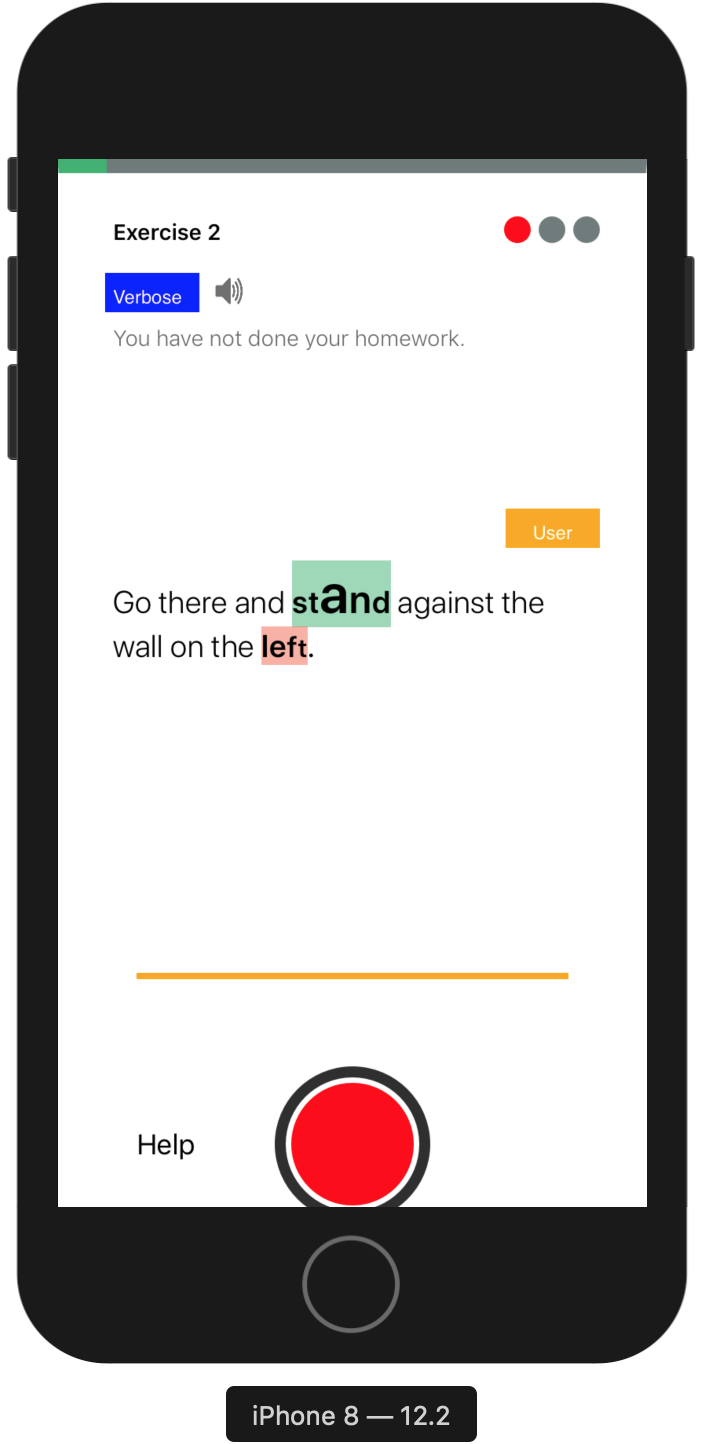 Exercise 2
Verbose
You have not done your homework.
User
Go there and stand against the
wall on the left.
Help
iPhone 8 — 12.2